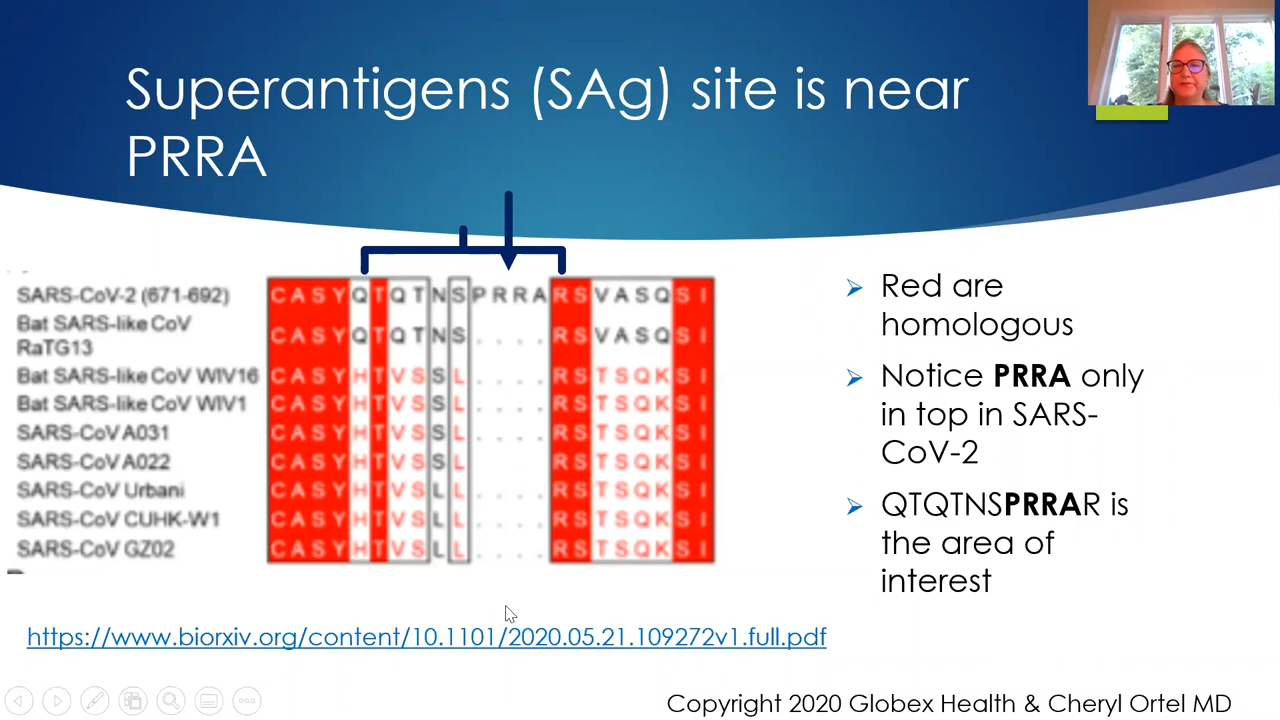 Superantigens (SAg) site is near
PRRA
SARS-CoV-2 (671-692) C A S Y Q T Q T N S P R R A R S V A S Q S I
Bat SARS-like CoV
RaTG13 C A S Y Q T Q T N S . . . . R S V A S Q S I
Bat SARS-like CoV WIV16 C A S Y H T V S S L . . . . R S T S Q K S I
Bat SARS-like CoV WIV1 C A S Y H T V S S L . . . . R S T S Q K S I
SARS-CoV A031 C A S Y H T V S S L . . . . R S T S Q K S I
SARS-CoV A022 C A S Y H T V S S L . . . . R S T S Q K S I
SARS-CoV Urbani C A S Y H T V S L L . . . . R S T S Q K S I
SARS-CoV CUHK-W1 C A S Y H T V S L L . . . . R S T S Q K S I
SARS-CoV GZ02 C A S Y H T V S L L . . . . R S T S Q K S I
Red are
homologous
Notice PRRA only
in top in SARS-
CoV-2
QTQTNSPRRAR is
the area of
interest
https://www.biorxiv.org/content/10.1101/2020.05.21.109272v1.full.pdf
Copyright 2020 Globex Health & Cheryl Ortel MD